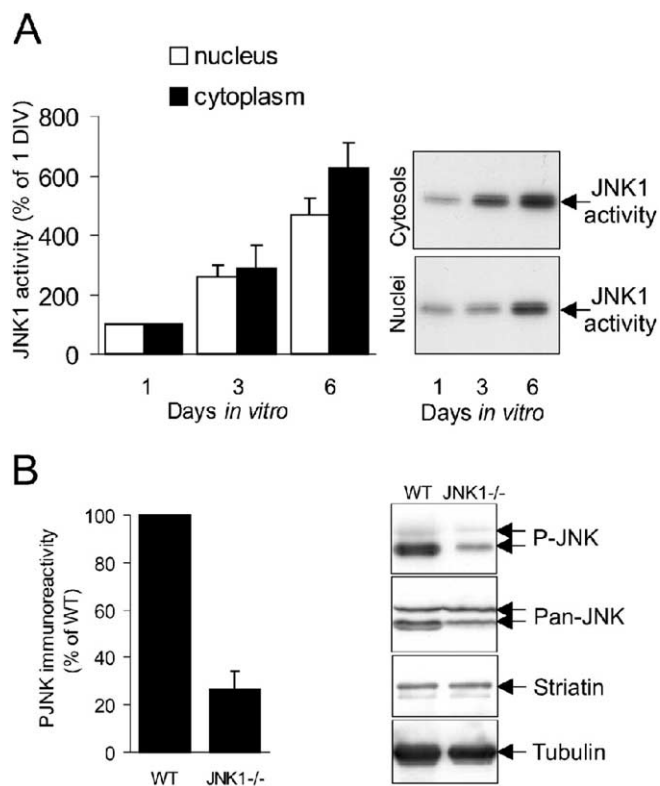 A
nucleus
cytoplasm
JNK1 activity (% of 1 DIV)
800
600
400
200
0
1 3 6
Days in vitro
Cytosols
JNK1
activity
Nuclei
JNK1
activity
1 3 6
Days in vitro
B
PJNK immunoreactivity
(% of WT)
100
80
60
40
20
0
WT JNK1-/-
WT JNK1-/-
P-JNK
Pan-JNK
Striatin
Tubulin